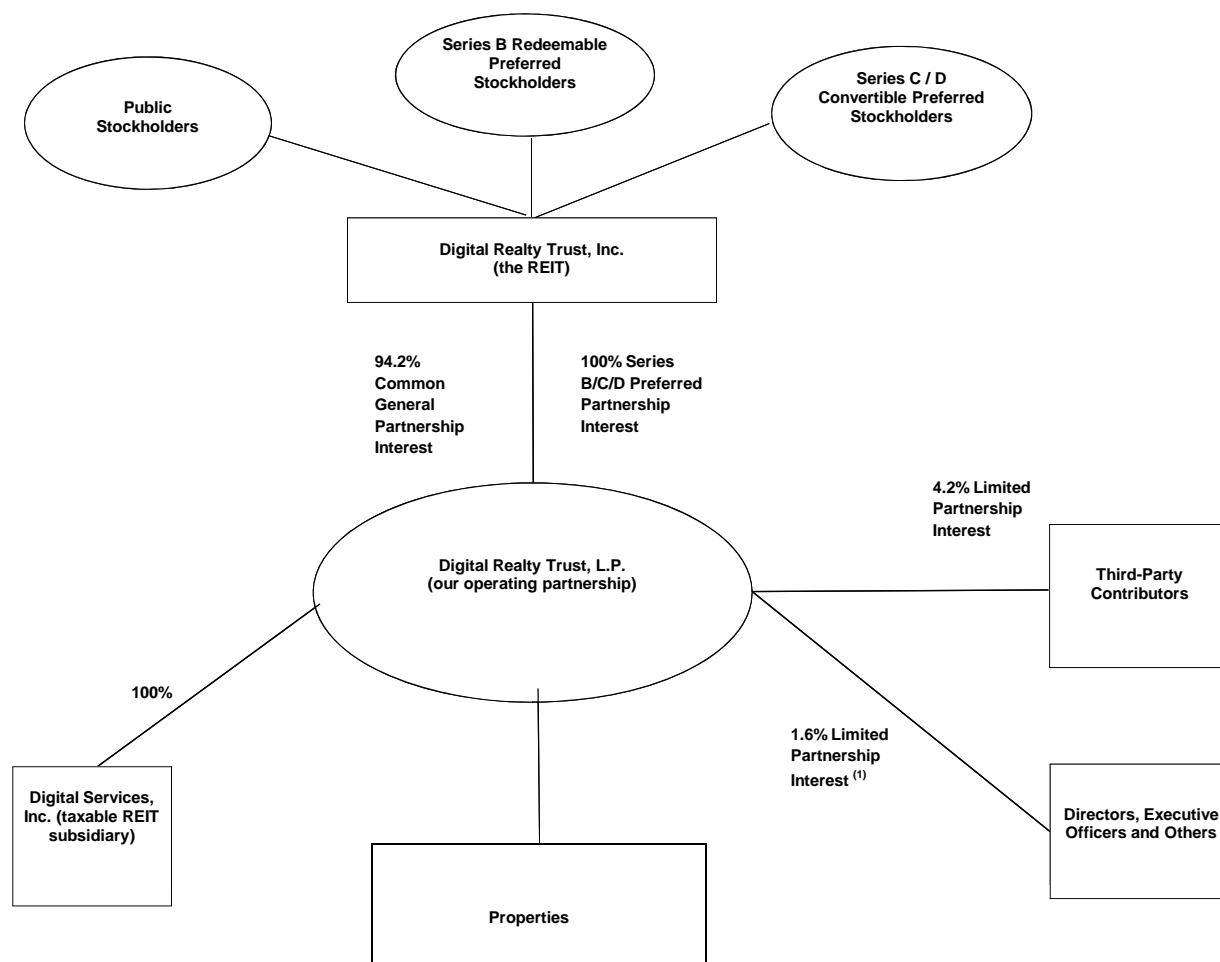 Series B Redeemable
Preferred
Stockholders
Public
Stockholders
Series C / D
Convertible Preferred
Stockholders
Digital Realty Trust, Inc.
(the REIT)
94.2%
Common
General
Partnership
Interest
100% Series
B/C/D Preferred
Partnership
Interest
4.2% Limited
Partnership
Interest
Digital Realty Trust, L.P.
(our operating partnership)
Third-Party
Contributors
100%
1.6% Limited
Partnership
Interest (1)
Digital Services,
Inc. (taxable REIT
subsidiary)
Directors, Executive
Officers and Others
Properties